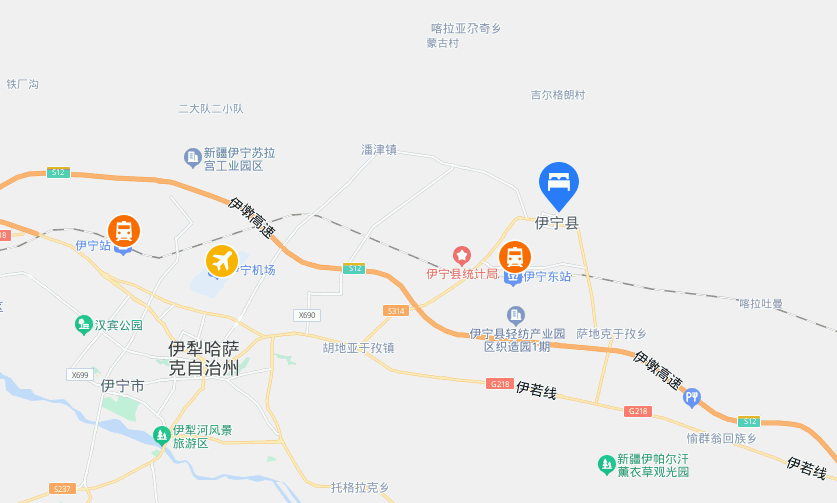 喀拉亚尕奇乡
蒙古村
铁厂沟
吉尔格朗村
二大队二小队
新疆伊宁苏拉
宫工业园区
潘津镇
S12
伊墩高速
伊宁县
18
伊宁站
伊宁县统计局
伊宁东站
宁机场
S12
喀拉吐曼
区
X690
S314
汉宾公园
伊宁县轻纺产业园
区织造园1期
萨地克于孜乡
伊犁哈萨
克自治州
胡地亚于孜镇
伊墩高速
X699
伊宁市
G218
伊若线
G218
S12
伊犁河风景
旅游区
愉群翁回族乡
新疆伊帕尔汗
薰衣草观光园
伊若线
S237
托格拉克乡